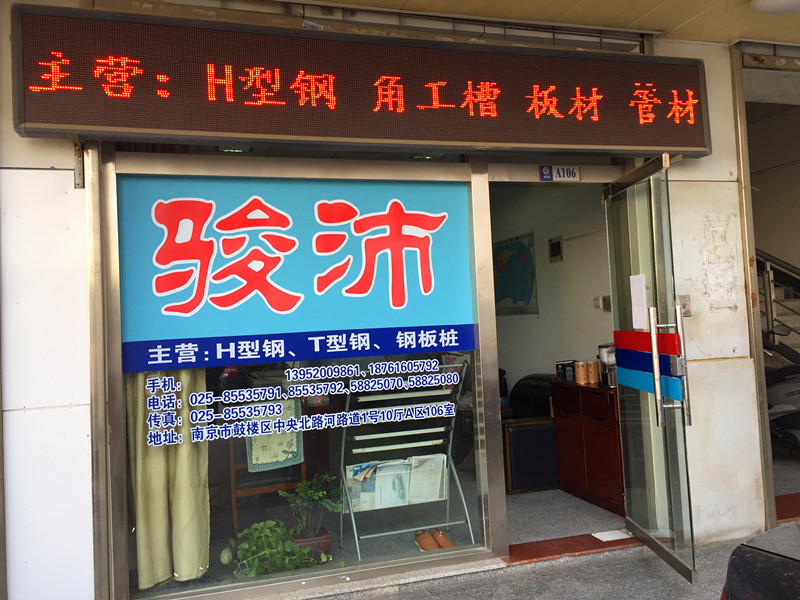 主营：H型钢 角工槽 板材 管材
A106
骏沛
主营：H型钢、T型钢、钢板桩
手机： 13952009861、18761605792
电话：025-85535791、85535792、58825070、58825080
传真：025-85535793
地址：南京市鼓楼区中央北路河路道1号10厅A区106室